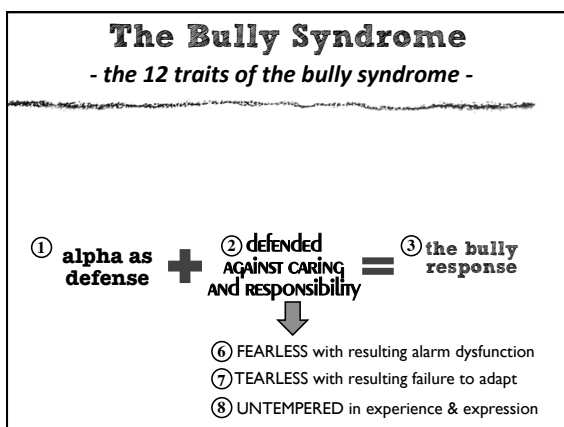 The Bully Syndrome
- the 12 traits of the bully syndrome -
① alpha as defense + ② defended against caring and responsibility = ③ the bully response
⑥ FEARLESS with resulting alarm dysfunction
⑦ TEARLESS with resulting failure to adapt
⑧ UNTEMPERED in experience & expression